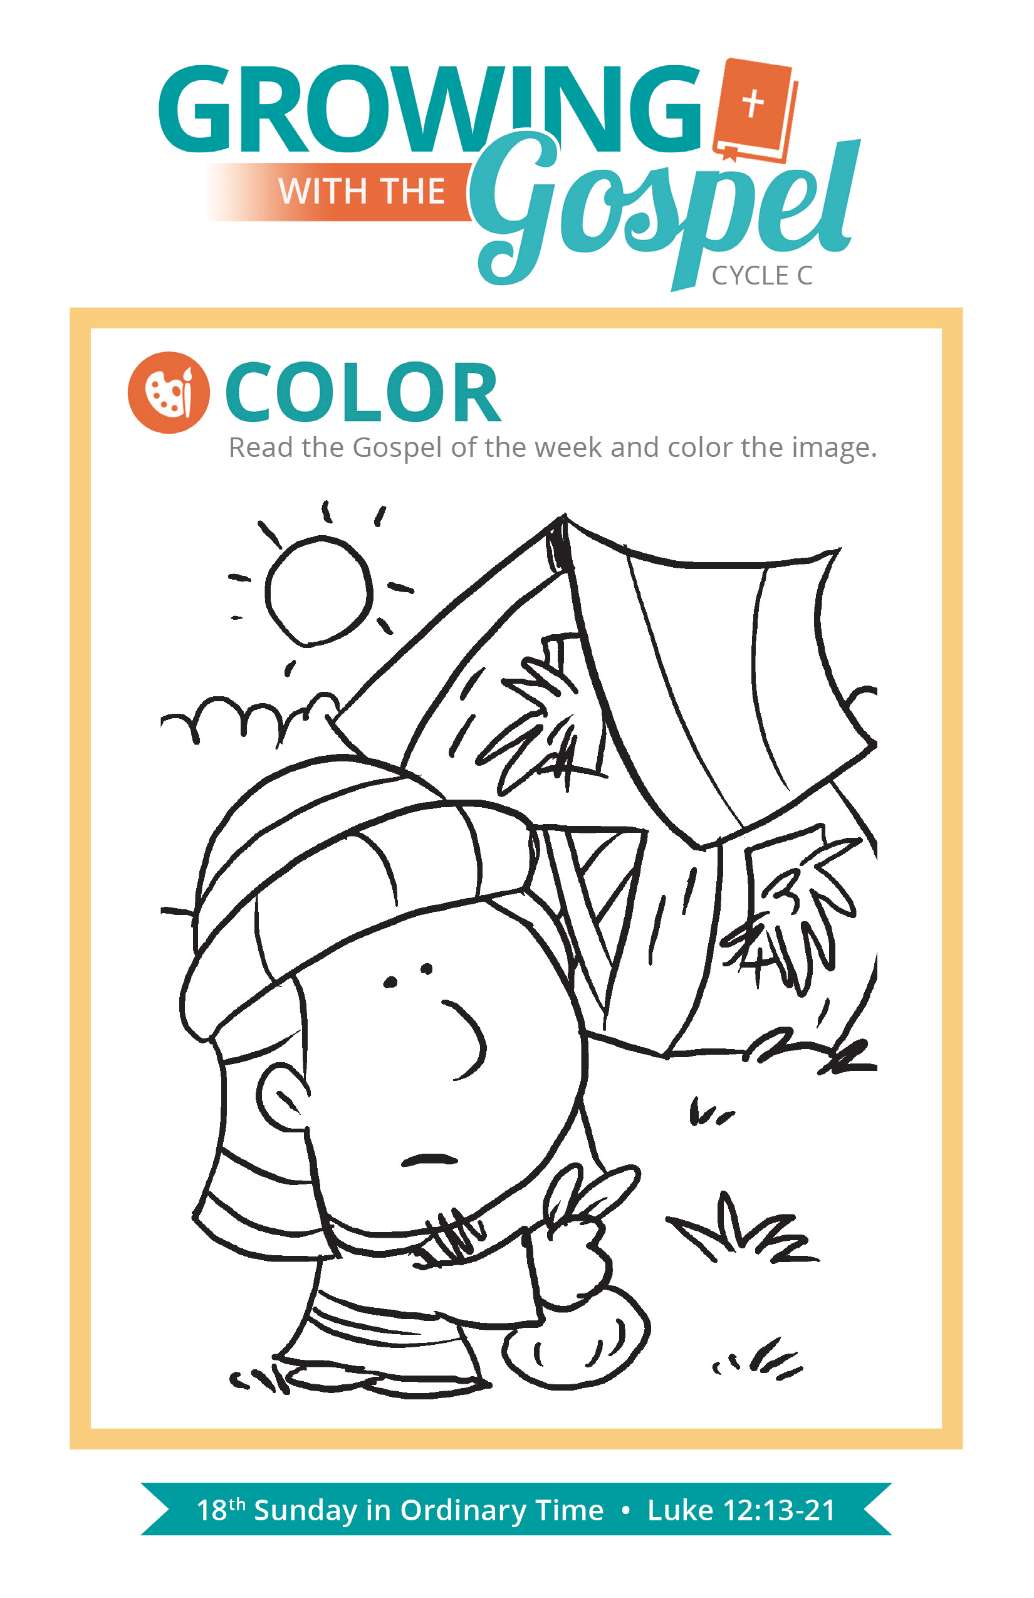 GROWING
WITH THE Gospel
CYCLE C
COLOR
Read the Gospel of the week and color the image.
18th Sunday in Ordinary Time • Luke 12:13-21